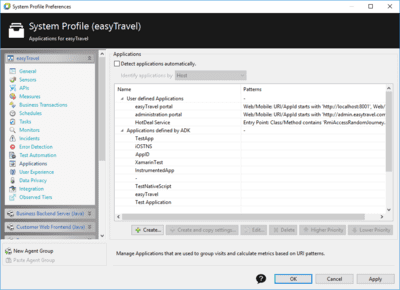 System Profile Preferences
System Profile (easyTravel)
Applications for easyTravel
easyTravel
General
Sensors
APIs
Measures
Business Transactions
Schedules
Tasks
Monitors
Incidents
Error Detection
Test Automation
Applications
User Experience
Data Privacy
Integration
Observed Tiers
Business Backend Server (Java)
Customer Web Frontend (Java)
New Agent Group
Paste Agent Group
Applications
Detect applications automatically.
Identify applications by: Host
Name Patterns
User defined Applications -
easyTravel portal Web/Mobile: URI/AppId starts with 'http://localhost:8001', Web/
administration portal Web/Mobile: URI/AppId starts with 'http://admin.easytravel.com
HotDeal Service Entry Points: Class/Method contains 'RmiAccessRandomJourney.
Applications defined by ADK -
TestApp
iOSTNS
AppID
XamarinTest
InstrumentedApp
-
TestNativeScript
easyTravel
Test Application
Create... Create and copy settings... Edit... Delete Higher Priority Lower Priority
Manage Applications that are used to group visits and calculate metrics based on URI patterns.
OK Cancel Apply